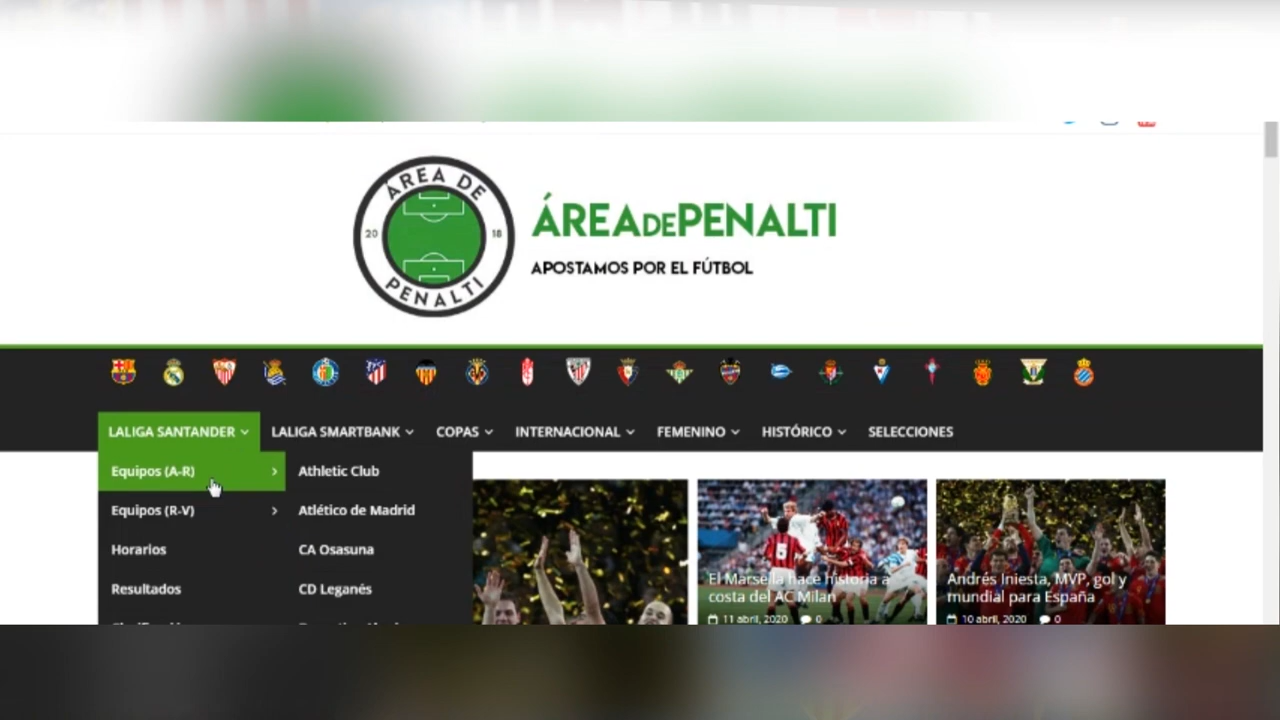 ÁREA DE
20 18
PENALTI
ÁREADEPENALTI
APOSTAMOS POR EL FÚTBOL
LALIGA SANTANDER LALIGA SMARTBANK COPAS INTERNACIONAL FEMENINO HISTÓRICO SELECCIONES
Equipos (A-R)
Equipos (R-V)
Horarios
Resultados
Athletic Club
Atlético de Madrid
CA Osasuna
CD Leganés
5
El Marsella hace historia a
costa del AC Milan
11 abril, 2020 0
Andrés Iniesta, MVP, gol y
mundial para España
10 abril, 2020 0